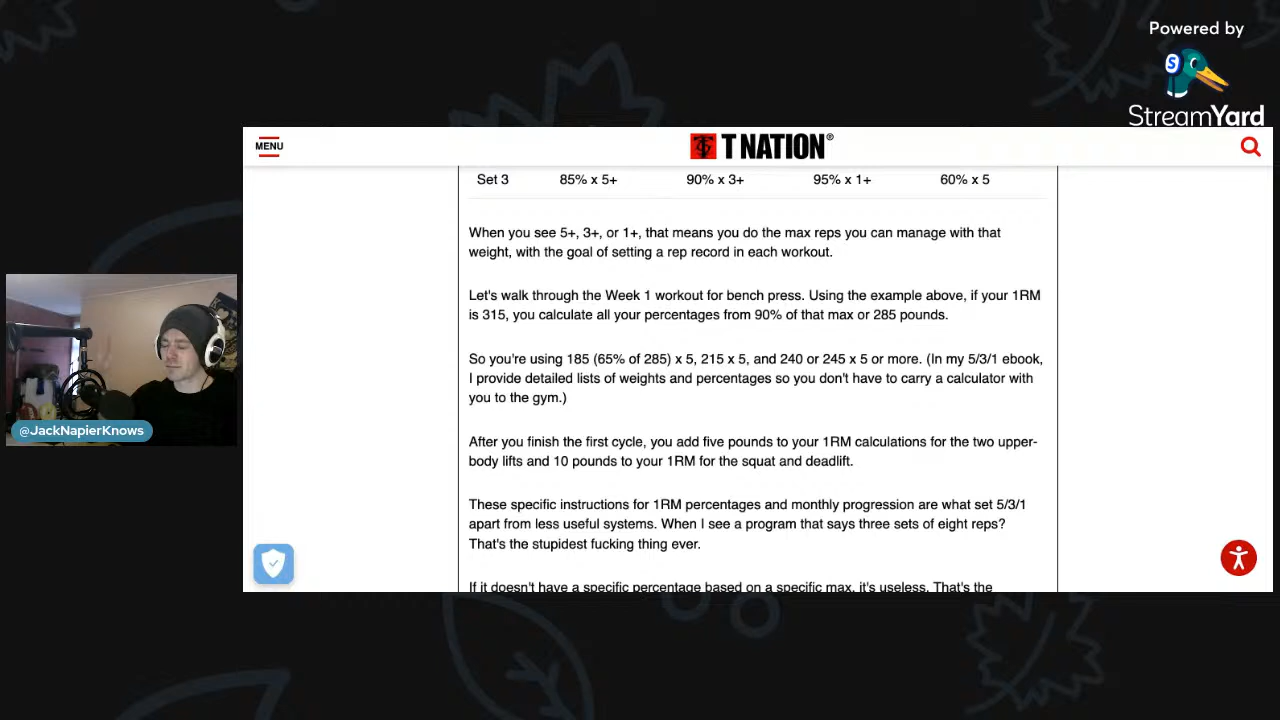 Powered by
S
StreamYard
MENU
T NATION®
Set 3 85% x 5+ 90% x 3+ 95% x 1+ 60% x 5
When you see 5+, 3+, or 1+, that means you do the max reps you can manage with that
weight, with the goal of setting a rep record in each workout.
Let's walk through the Week 1 workout for bench press. Using the example above, if your 1RM
is 315, you calculate all your percentages from 90% of that max or 285 pounds.
So you're using 185 (65% of 285) x 5, 215 x 5, and 240 or 245 x 5 or more. (In my 5/3/1 ebook,
I provide detailed lists of weights and percentages so you don't have to carry a calculator with
you to the gym.)
@JackNapierKnows
After you finish the first cycle, you add five pounds to your 1RM calculations for the two upper-
body lifts and 10 pounds to your 1RM for the squat and deadlift.
These specific instructions for 1RM percentages and monthly progression are what set 5/3/1
apart from less useful systems. When I see a program that says three sets of eight reps?
That's the stupidest fucking thing ever.
If it doesn't have a specific percentage based on a specific max, it's useless. That's the